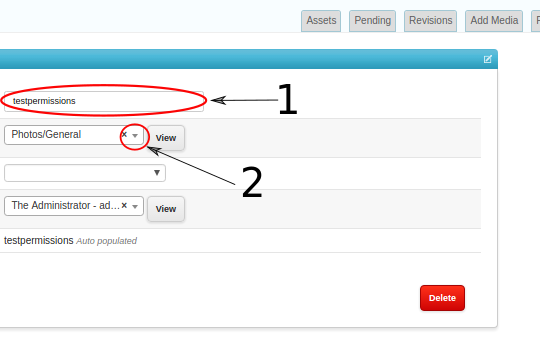 Assets Pending Revisions Add Media
testpermissions
1
Photos/General × View
2
The Administrator - ad... × View
testpermissions Auto populated
Delete